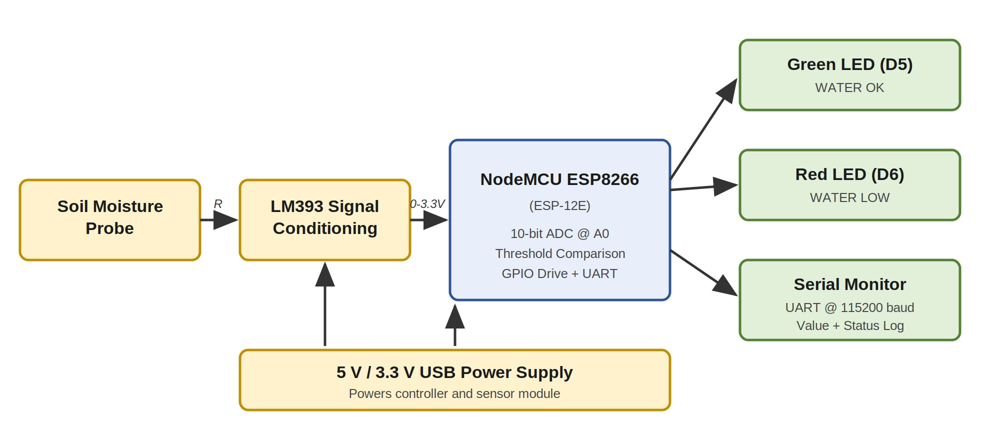 Soil Moisture
Probe
R
LM393 Signal
Conditioning
0-3.3V
NodeMCU ESP8266
(ESP-12E)
10-bit ADC @ A0
Threshold Comparison
GPIO Drive + UART
Green LED (D5)
WATER OK
Red LED (D6)
WATER LOW
Serial Monitor
UART @ 115200 baud
Value + Status Log
5 V / 3.3 V USB Power Supply
Powers controller and sensor module